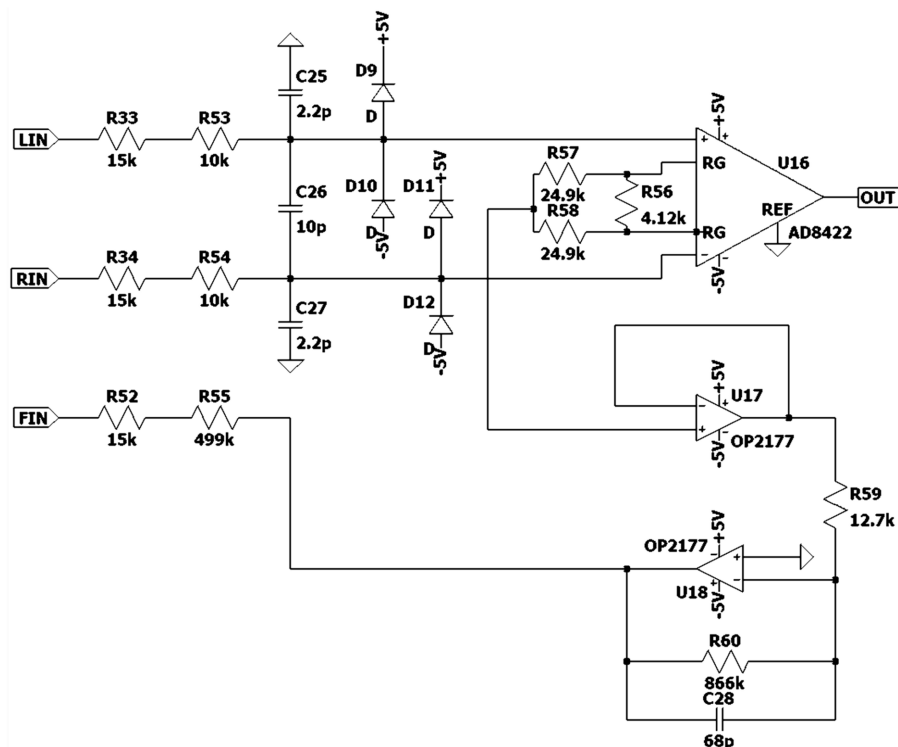 +5V
C25
2.2p
D9
D
+5V
LIN
R33
15k
R53
10k
C26
10p
D10
D
-5V
D11
D
+5V
R57
24.9k
R58
24.9k
R56
4.12k
+
RG
RG
-
+
U16
REF
AD8422
-
-5V
OUT
RIN
R34
15k
R54
10k
C27
2.2p
D12
D
-5V
FIN
R52
15k
R55
499k
+5V
U17
-
+
+
-
OP2177
-5V
R59
12.7k
+5V
OP2177
-
+
-
+
U18
-5V
R60
866k
C28
68p